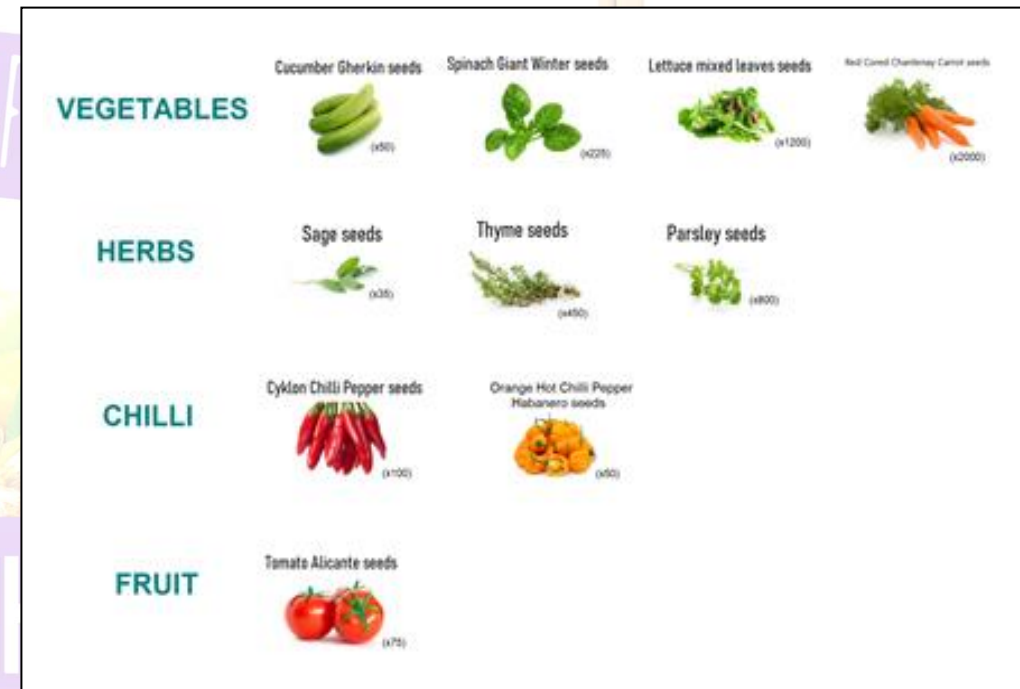 Cucumber Gherkin seeds
Spinach Giant Winter seeds
Lettuce mixed leaves seeds
Red Cored Chantenay Carrot seeds
VEGETABLES
(x50)
(x225)
(x1200)
(x2000)
HERBS
Sage seeds
Thyme seeds
Parsley seeds
(x35)
(x450)
(x800)
CHILLI
Cyklon Chilli Pepper seeds
Orange Hot Chilli Pepper
Habanero seeds
(x100)
(x50)
FRUIT
Tomato Alicante seeds
(x75)